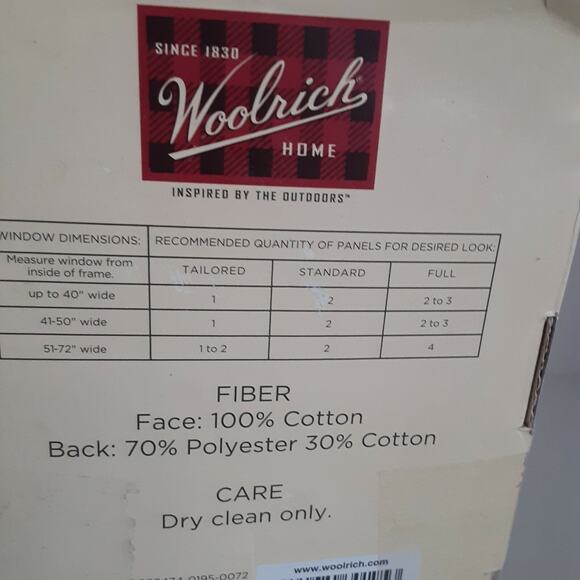 SINCE 1830
Woolrich
HOME
INSPIRED BY THE OUTDOORS™
WINDOW DIMENSIONS: RECOMMENDED QUANTITY OF PANELS FOR DESIRED LOOK:
Measure window from inside of frame. TAILORED STANDARD FULL
up to 40" wide 1 2 2 to 3
41-50" wide 1 2 2 to 3
51-72" wide 1 to 2 2 4
FIBER
Face: 100% Cotton
Back: 70% Polyester 30% Cotton
CARE
Dry clean only.
0195-0072
www.woolrich.com